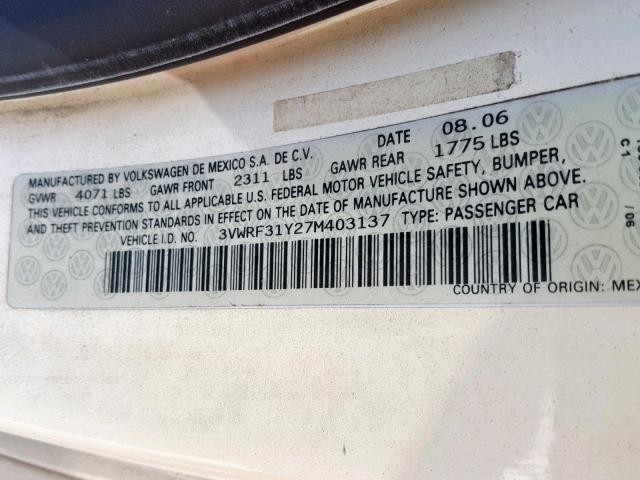 MANUFACTURED BY VOLKSWAGEN DE MEXICO S.A. DE C.V. DATE 08.06
GVWR 4071 LBS GAWR FRONT 2311 LBS GAWR REAR 1775 LBS
THIS VEHICLE CONFORMS TO ALL APPLICABLE U.S. FEDERAL MOTOR VEHICLE SAFETY, BUMPER,
AND THEFT PREVENTION STANDARDS IN EFFECT ON THE DATE OF MANUFACTURE SHOWN ABOVE.
VEHICLE I.D. NO. 3VWRF31Y27M403137 TYPE: PASSENGER CAR
COUNTRY OF ORIGIN: MEX
C1
/ 06